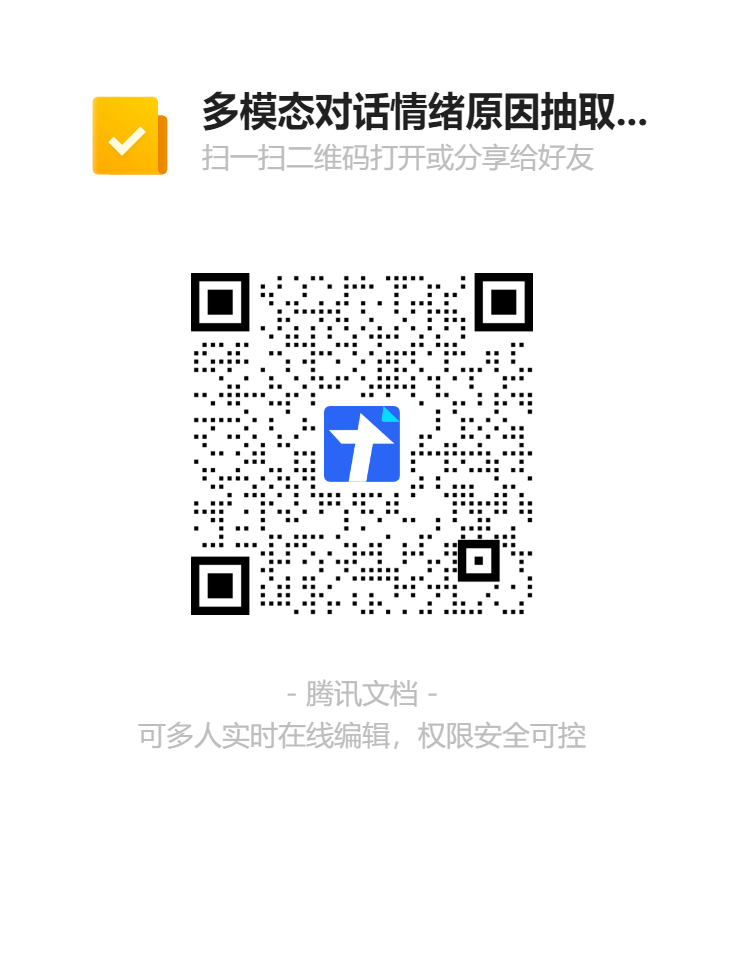 多模态对话情绪原因抽取...
扫一扫二维码打开或分享给好友
- 腾讯文档 -
可多人实时在线编辑，权限安全可控